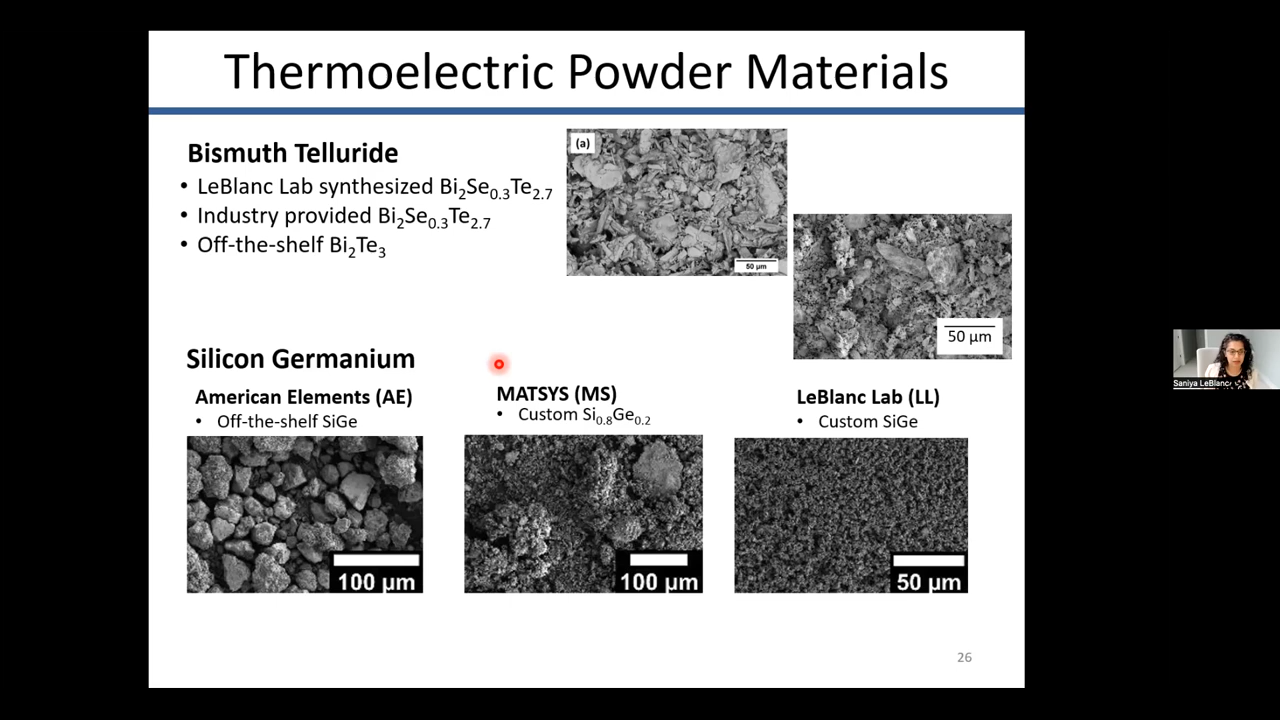 Thermoelectric Powder Materials
Bismuth Telluride
• LeBlanc Lab synthesized Bi₂Se₀.₃Te₂.₇
• Industry provided Bi₂Se₀.₃Te₂.₇
• Off-the-shelf Bi₂Te₃
(a)
50 µm
50 µm
Silicon Germanium
American Elements (AE)
• Off-the-shelf SiGe
100 µm
MATSYS (MS)
• Custom Si₀.₈Ge₀.₂
100 µm
LeBlanc Lab (LL)
• Custom SiGe
50 µm
26
Saniya LeBlanc